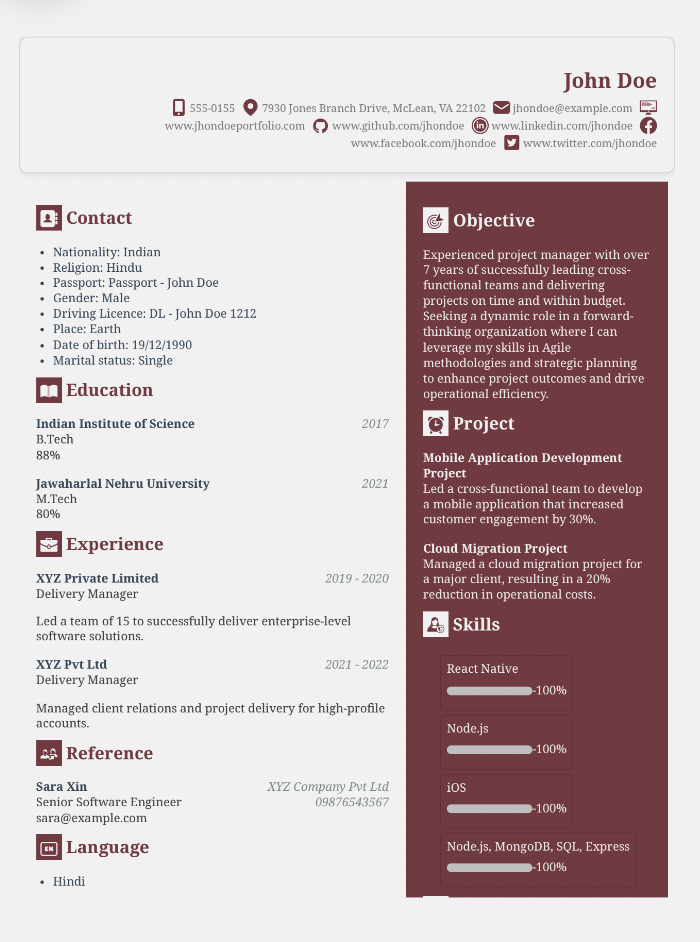 John Doe
555-0155 7930 Jones Branch Drive, McLean, VA 22102 jhondoe@example.com
www.jhondoeportfolio.com www.github.com/jhondoe in www.linkedin.com/jhondoe
www.facebook.com/jhondoe www.twitter.com/jhondoe
Contact
• Nationality: Indian
• Religion: Hindu
• Passport: Passport - John Doe
• Gender: Male
• Driving Licence: DL - John Doe 1212
• Place: Earth
• Date of birth: 19/12/1990
• Marital status: Single
Education
Indian Institute of Science 2017
B.Tech
88%
Jawaharlal Nehru University 2021
M.Tech
80%
Experience
XYZ Private Limited 2019 - 2020
Delivery Manager
Led a team of 15 to successfully deliver enterprise-level
software solutions.
XYZ Pvt Ltd 2021 - 2022
Delivery Manager
Managed client relations and project delivery for high-profile
accounts.
Reference
Sara Xin XYZ Company Pvt Ltd
Senior Software Engineer 09876543567
sara@example.com
EN Language
• Hindi
Objective
Experienced project manager with over
7 years of successfully leading cross-
functional teams and delivering
projects on time and within budget.
Seeking a dynamic role in a forward-
thinking organization where I can
leverage my skills in Agile
methodologies and strategic planning
to enhance project outcomes and drive
operational efficiency.
Project
Mobile Application Development
Project
Led a cross-functional team to develop
a mobile application that increased
customer engagement by 30%.
Cloud Migration Project
Managed a cloud migration project for
a major client, resulting in a 20%
reduction in operational costs.
Skills
React Native
-100%
Node.js
-100%
iOS
-100%
Node.js, MongoDB, SQL, Express
-100%